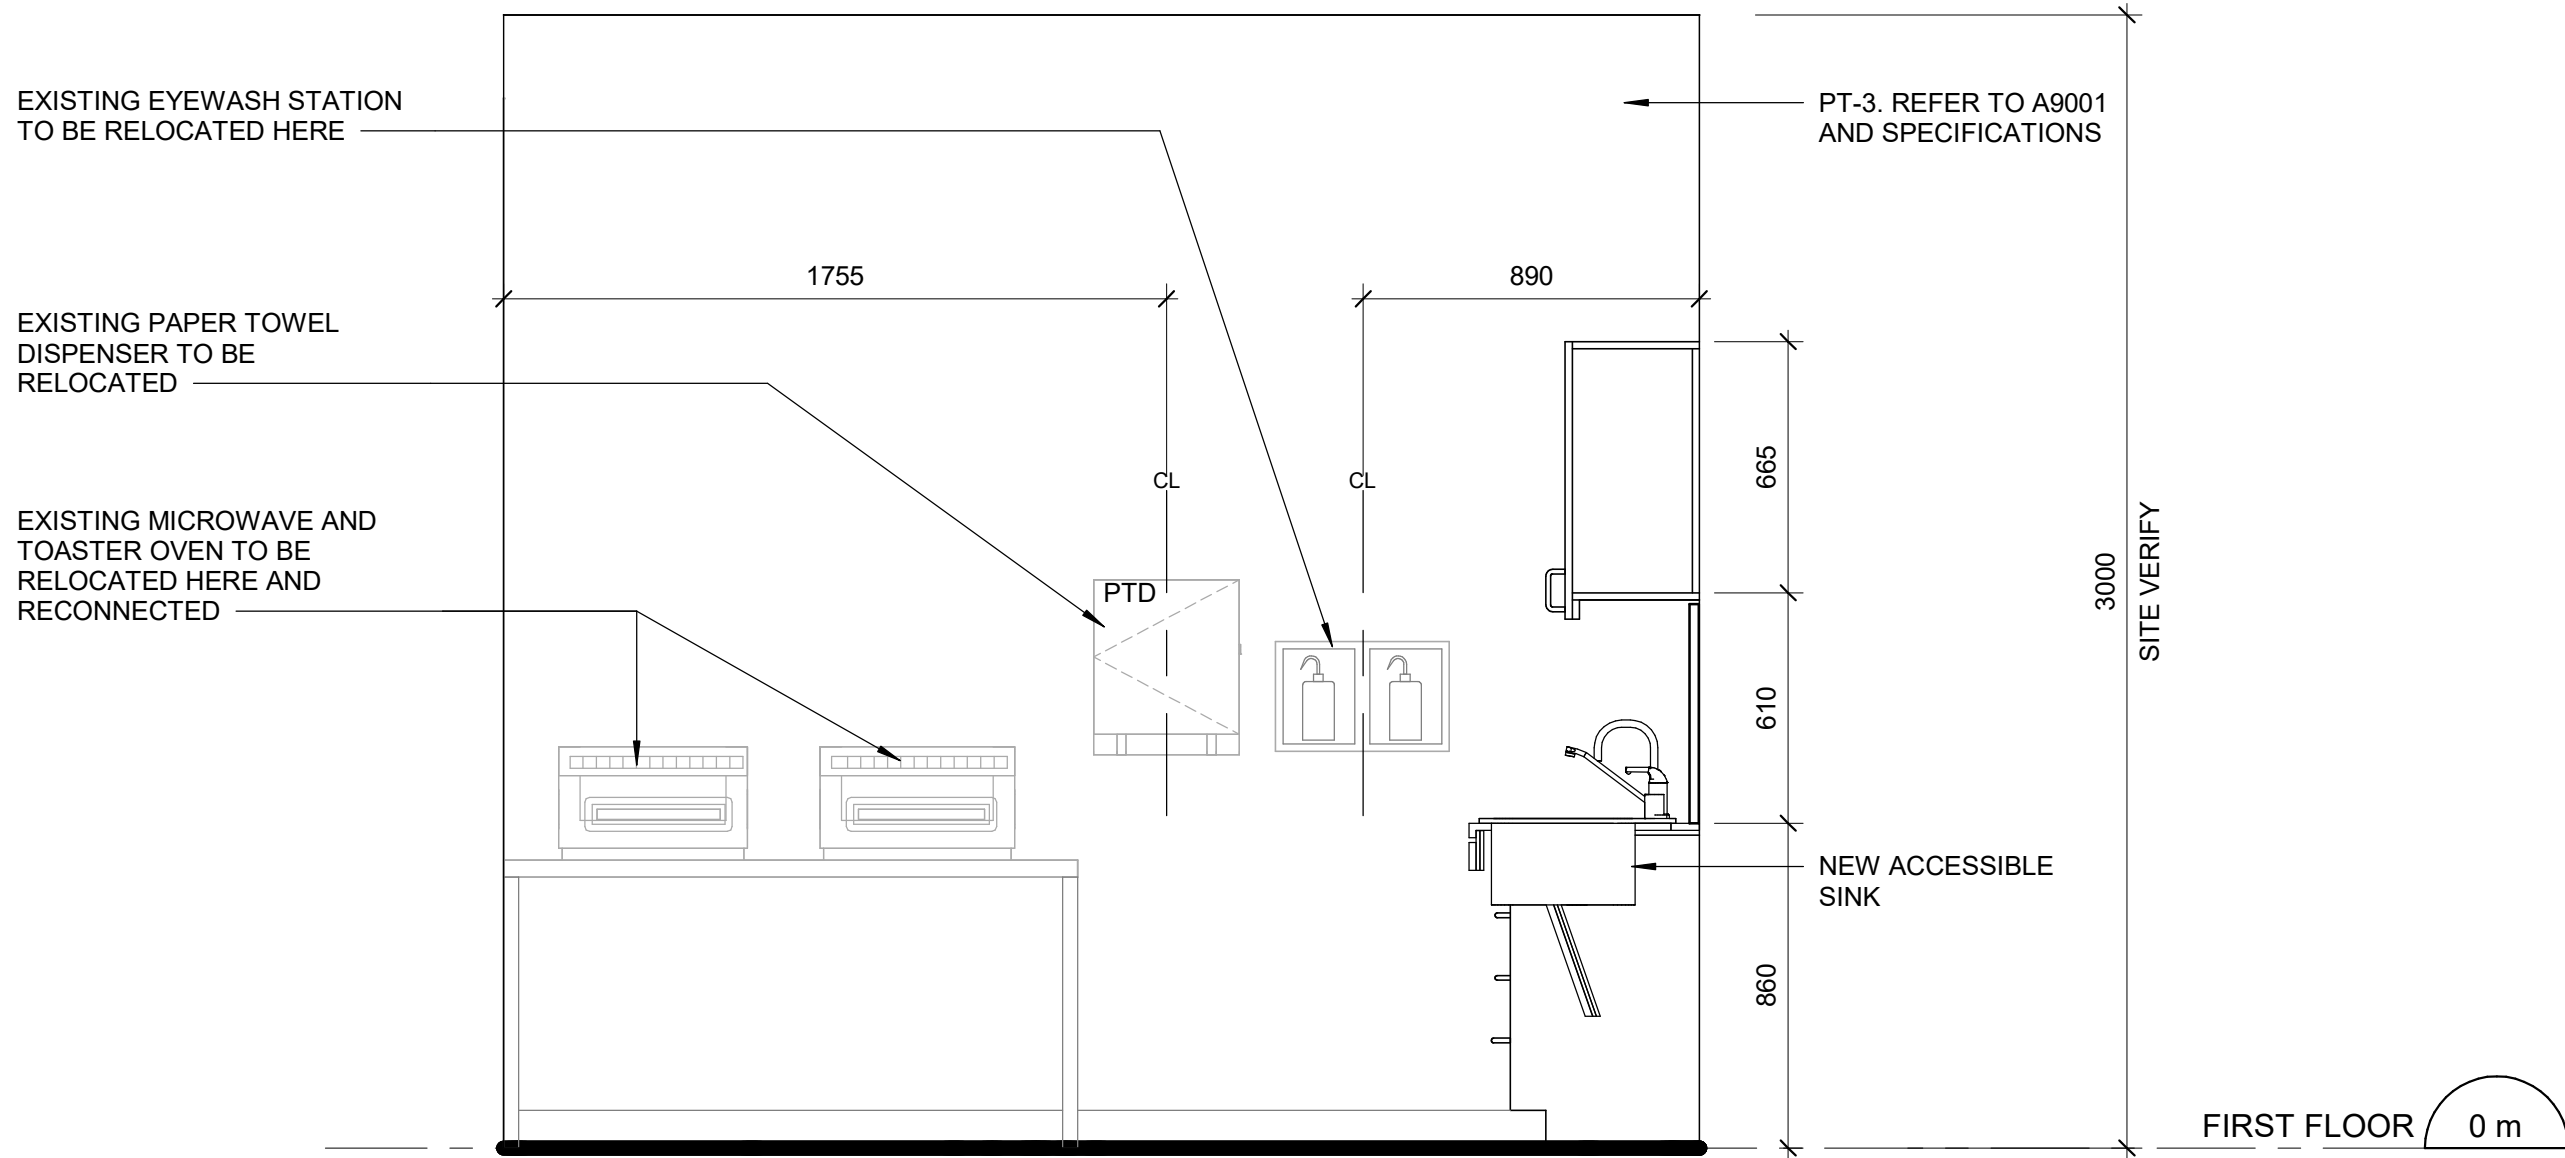 EXISTING EYEWASH STATION
TO BE RELOCATED HERE
PT-3. REFER TO A9001
AND SPECIFICATIONS
1755
890
EXISTING PAPER TOWEL
DISPENSER TO BE
RELOCATED
CL
CL
665
EXISTING MICROWAVE AND
TOASTER OVEN TO BE
RELOCATED HERE AND
RECONNECTED
PTD
3000
SITE VERIFY
610
NEW ACCESSIBLE
SINK
860
FIRST FLOOR
0 m